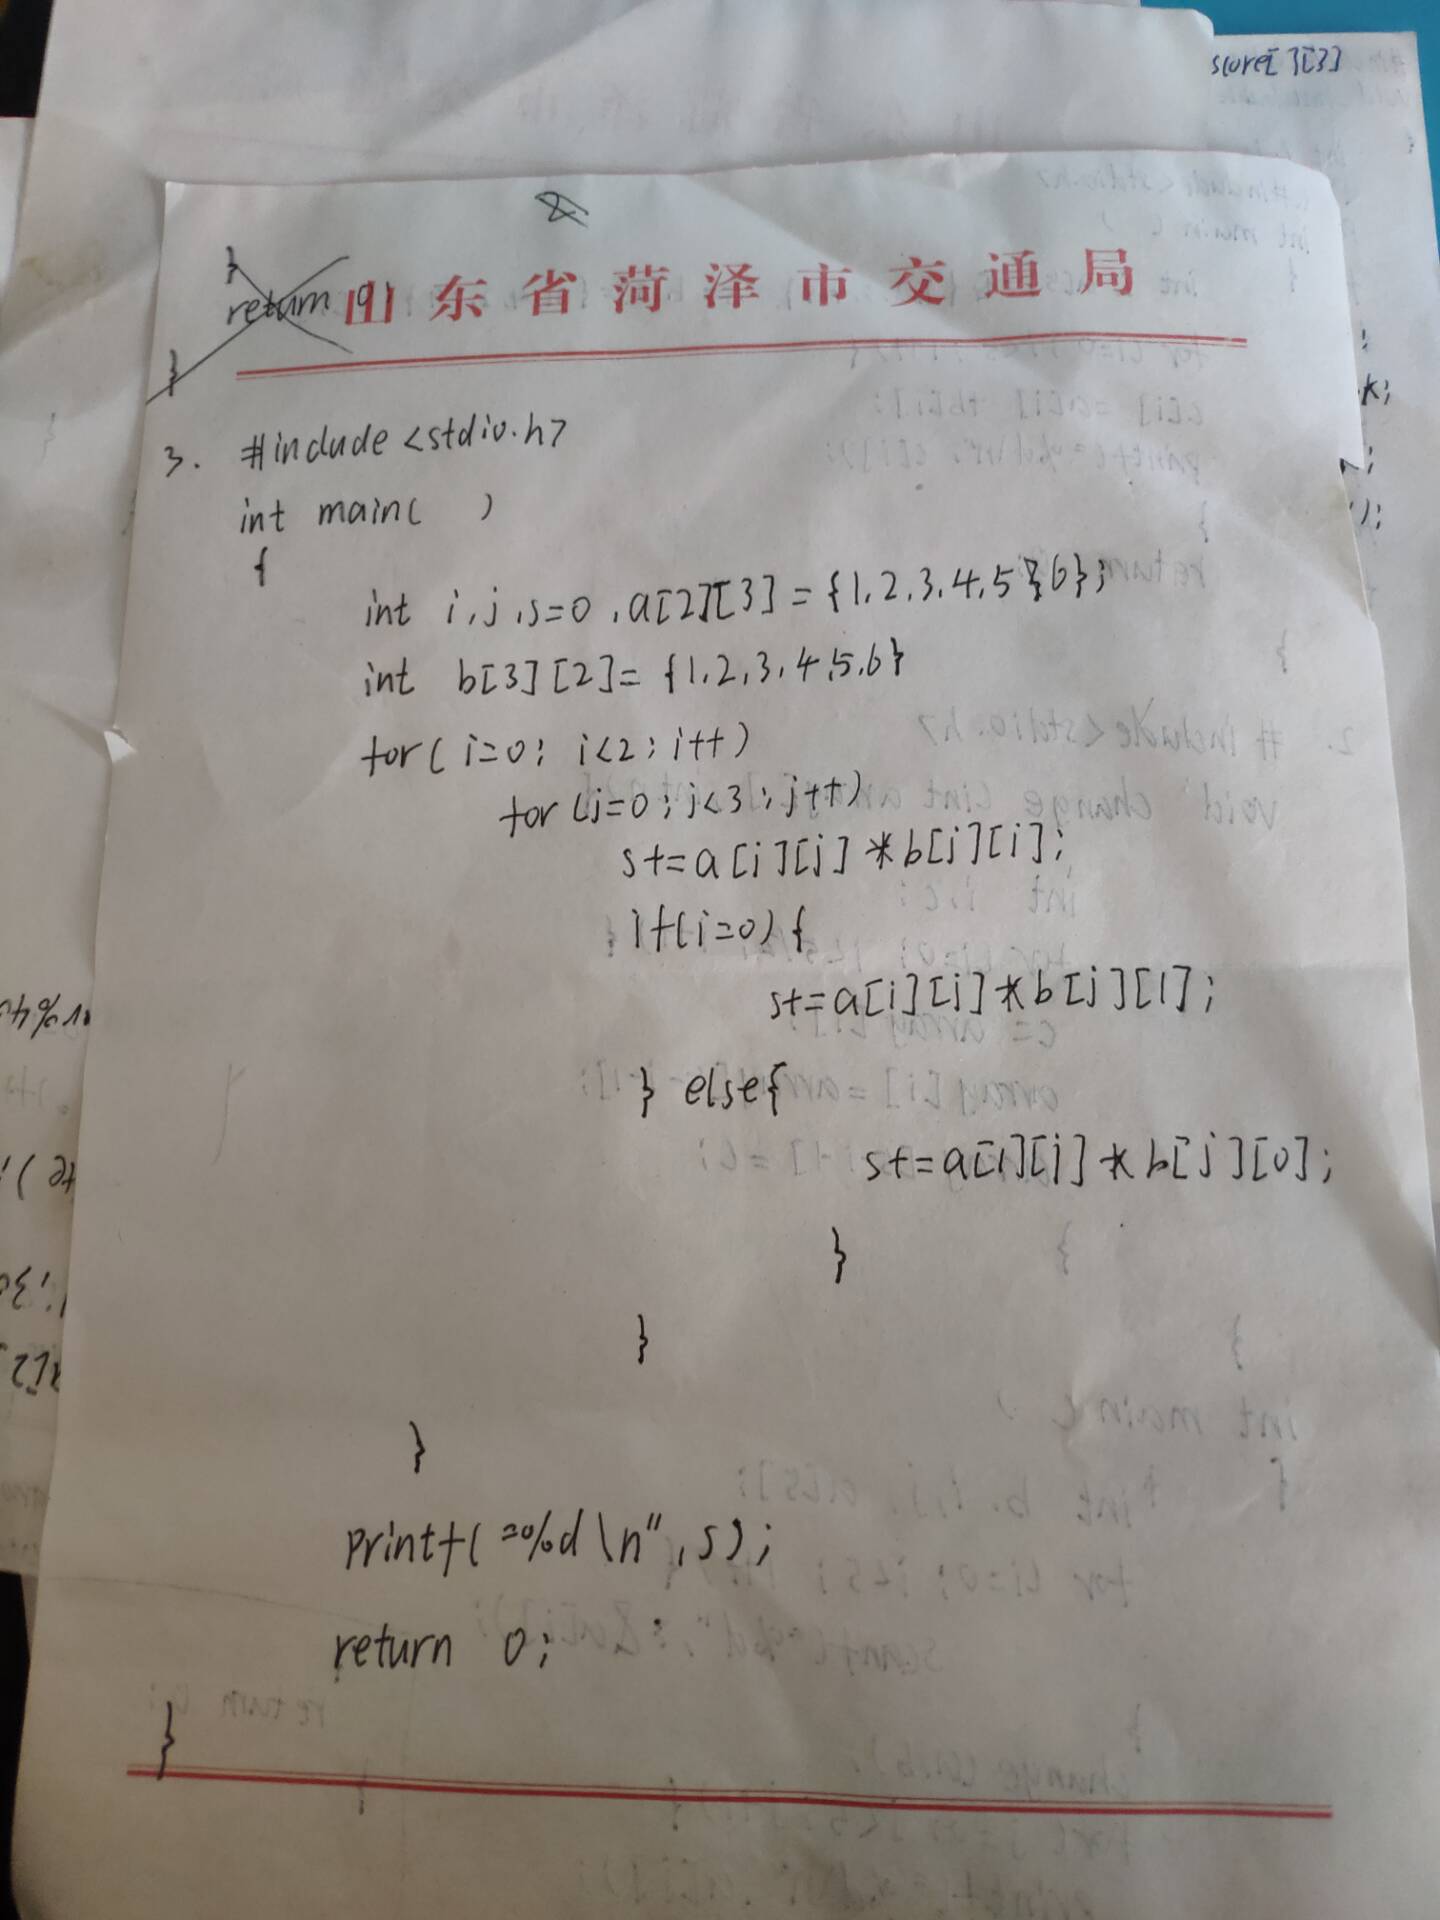 score[ ][3]
}
return 0;
山东省菏泽市交通局
}
3. #include<stdio.h>
int main( )
{
int i,j,s=0,a[2][3]={1,2,3,4,5,6};
int b[3][2]={1,2,3,4,5,6}
for(i=0; i<2; i++)
for(j=0; j<3; j++)
s+=a[i][j]*b[j][i];
if(i=0){
s+=a[i][j]*b[j][1];
} else{
s+=a[1][j]*b[j][0];
}
}
}
printf("%d\n",s);
return 0;
}